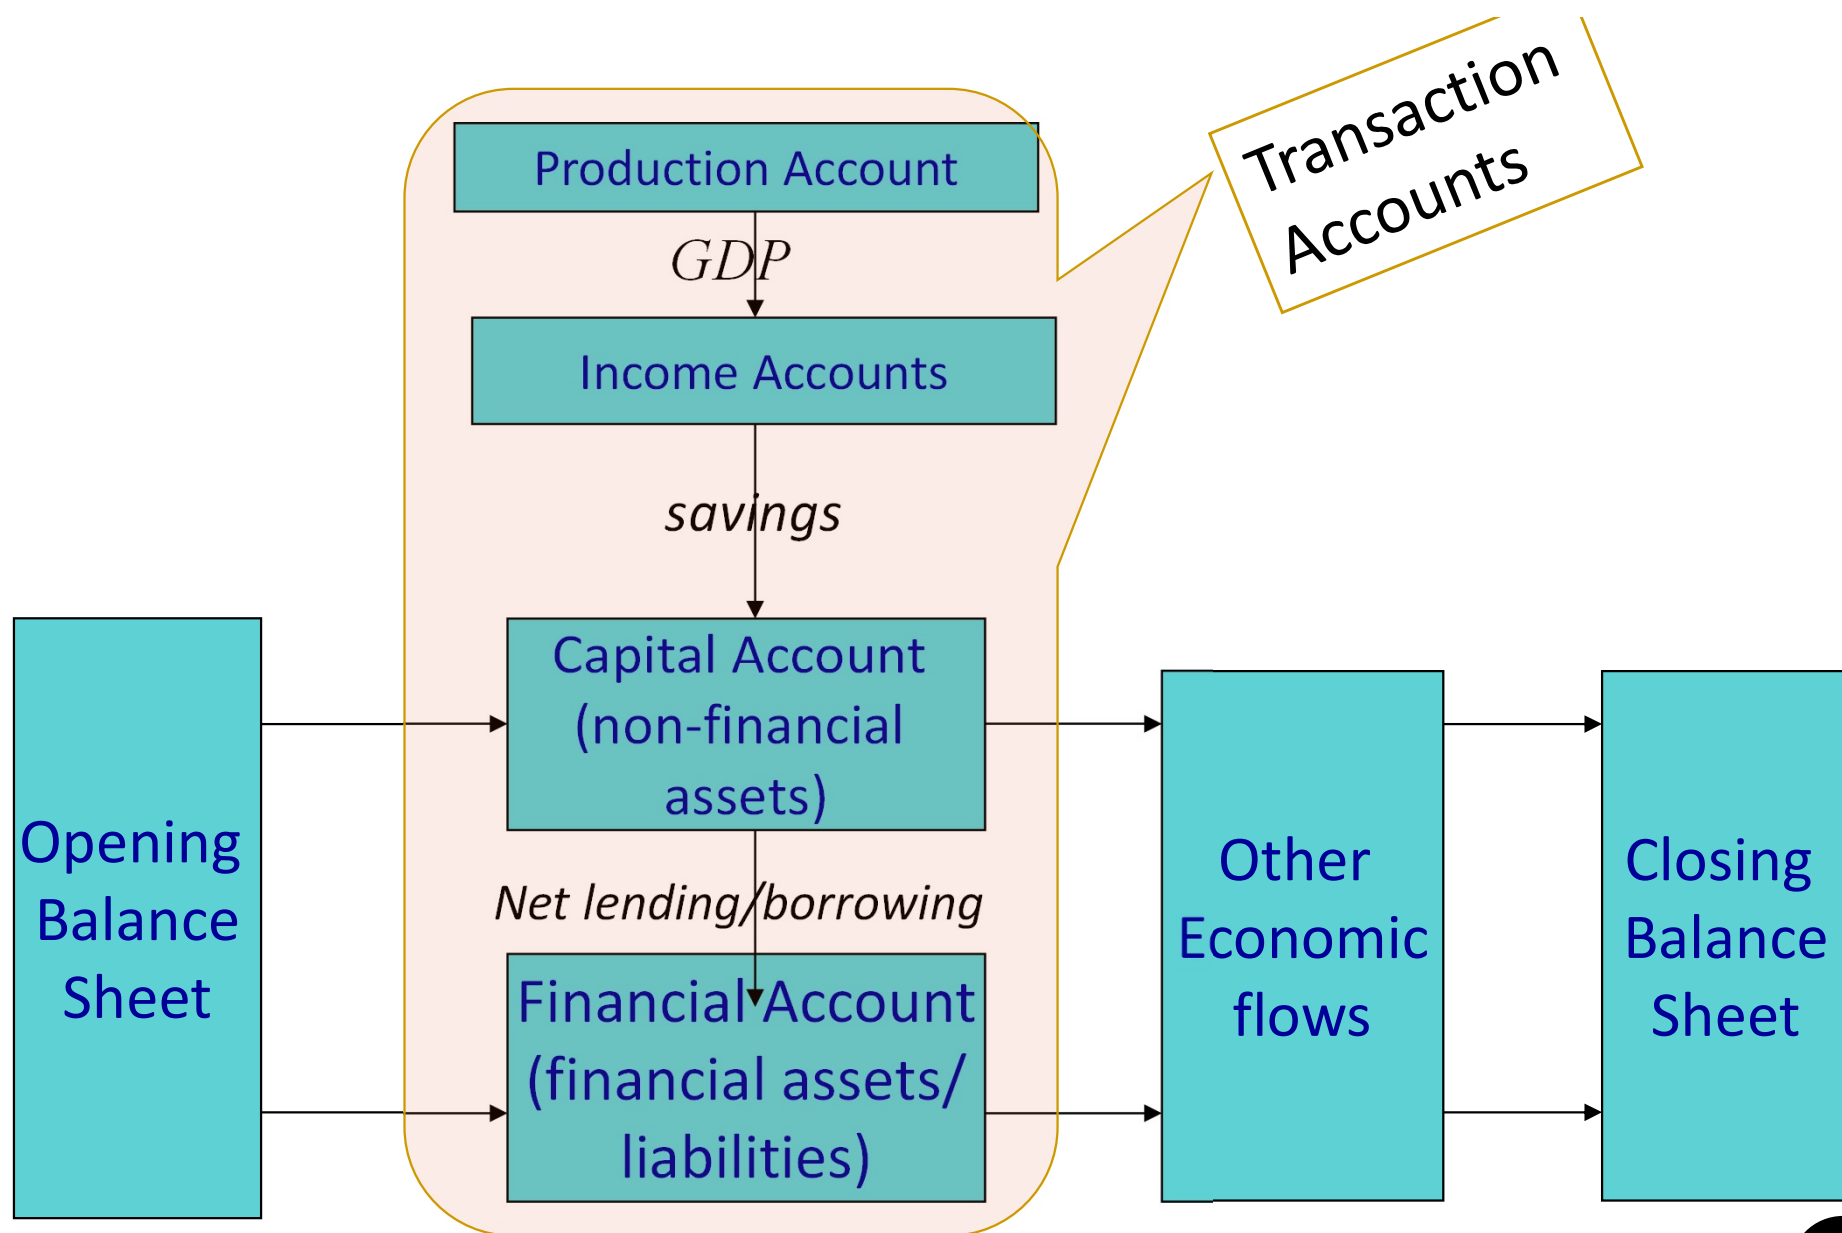 Transaction
Accounts
Production Account
GDP
Income Accounts
savings
Capital Account
(non-financial
assets)
Net lending/borrowing
Financial Account
(financial assets/
liabilities)
Opening
Balance
Sheet
Other
Economic
flows
Closing
Balance
Sheet